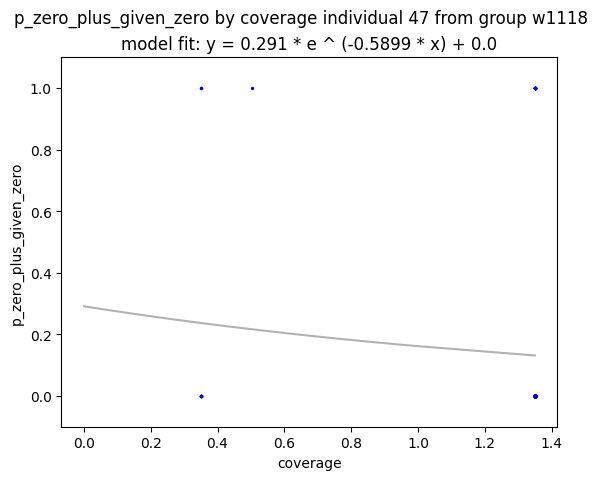 p_zero_plus_given_zero by coverage individual 47 from group w1118
model fit: y = 0.291 * e ^ (-0.5899 * x) + 0.0
1.0
0.8
0.6
0.4
0.2
0.0
p_zero_plus_given_zero
0.0 0.2 0.4 0.6 0.8 1.0 1.2 1.4
coverage